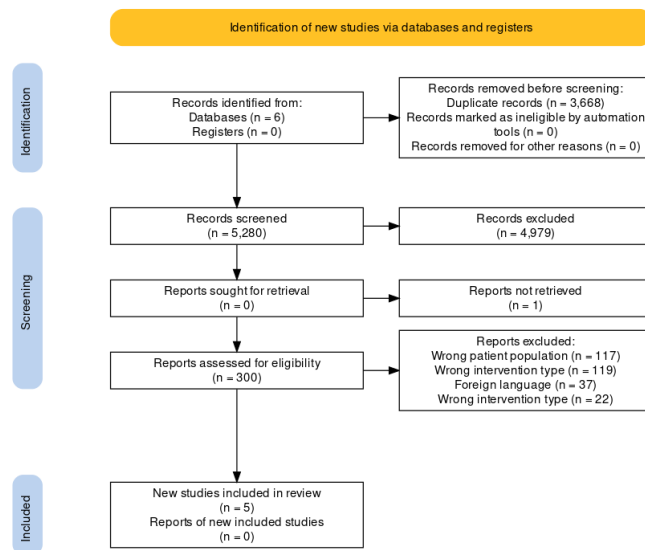 Identification of new studies via databases and registers
Identification
Records identified from:
Databases (n = 6)
Registers (n = 0)
Records removed before screening:
Duplicate records (n = 3,668)
Records marked as ineligible by automation
tools (n = 0)
Records removed for other reasons (n = 0)
Screening
Records screened
(n = 5,280)
Records excluded
(n = 4,979)
Reports sought for retrieval
(n = 0)
Reports not retrieved
(n = 1)
Reports assessed for eligibility
(n = 300)
Reports excluded:
Wrong patient population (n = 117)
Wrong intervention type (n = 119)
Foreign language (n = 37)
Wrong intervention type (n = 22)
Included
New studies included in review
(n = 5)
Reports of new included studies
(n = 0)